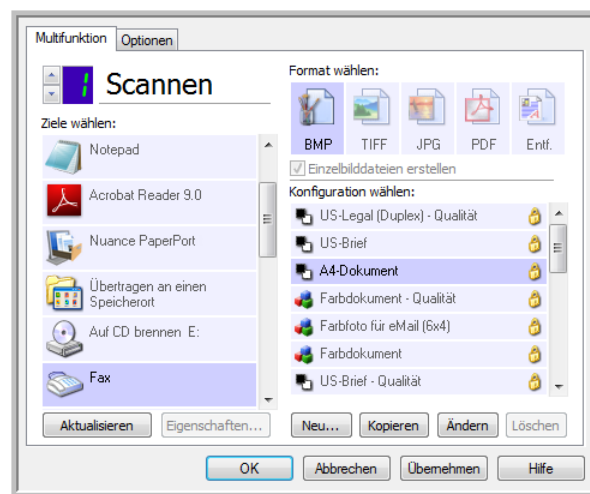 Multifunktion
Optionen
1
Scannen
Ziele wählen:
Notepad
Acrobat Reader 9.0
Nuance PaperPort
Übertragen an einen
Speicherort
Auf CD brennen E:
Fax
Aktualisieren
Eigenschaften...
Format wählen:
BMP
TIFF
JPG
PDF
Entf.
Einzelbilddateien erstellen
Konfiguration wählen:
US-Legal (Duplex) - Qualität
US-Brief
A4-Dokument
Farbdokument - Qualität
Farbfoto für eMail (6x4)
Farbdokument
US-Brief - Qualität
Neu...
Kopieren
Ändern
Löschen
OK
Abbrechen
Übernehmen
Hilfe